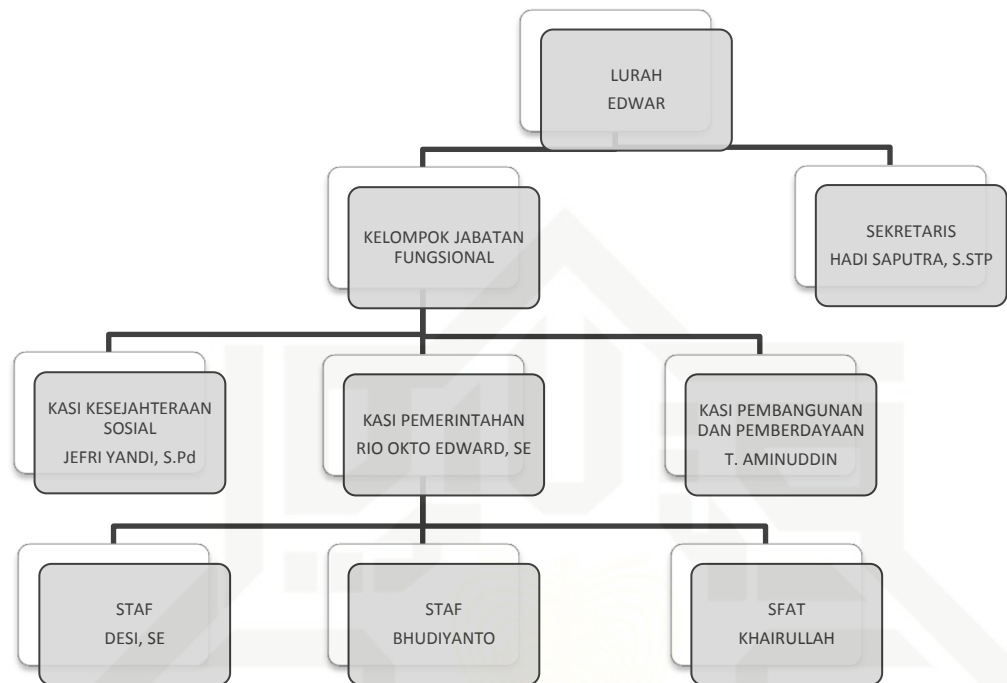 LURAH
EDWAR
KELOMPOK JABATAN
FUNGSIONAL
SEKRETARIS
HADI SAPUTRA, S.STP
KASI KESEJAHTERAAN
SOSIAL
JEFRI YANDI, S.Pd
KASI PEMERINTAHAN
RIO OKTO EDWARD, SE
KASI PEMBANGUNAN
DAN PEMBERDAYAAN
T. AMINUDDIN
STAF
DESI, SE
STAF
BHUDIYANTO
SFAT
KHAIRULLAH